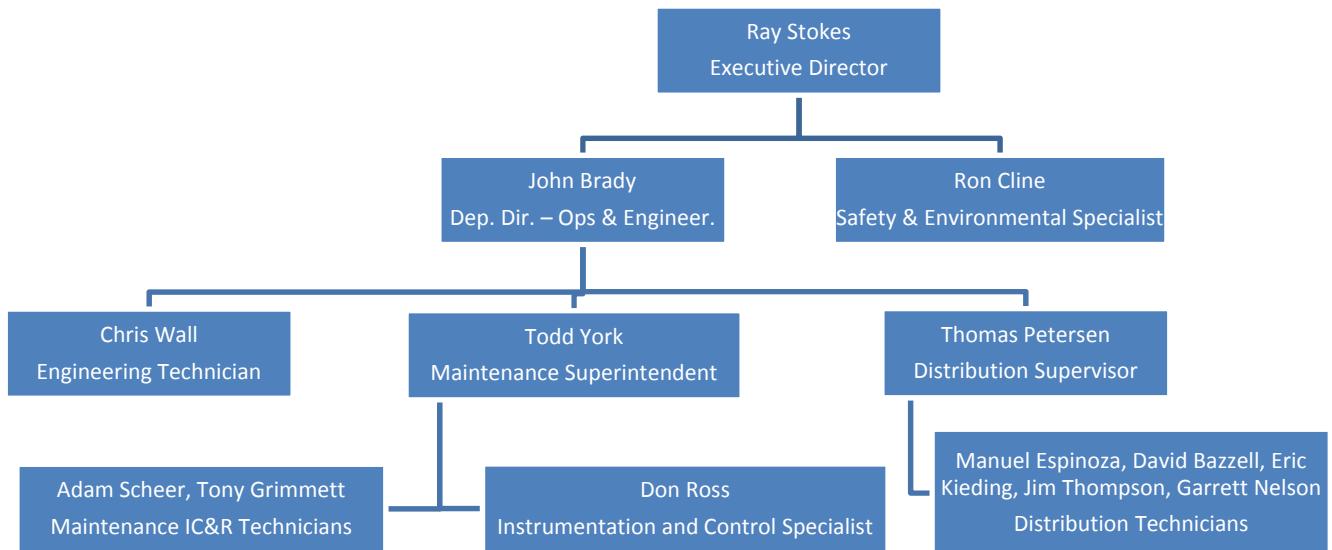 Ray Stokes
Executive Director
John Brady
Dep. Dir. – Ops & Engineer.
Ron Cline
Safety & Environmental Specialist
Chris Wall
Engineering Technician
Todd York
Maintenance Superintendent
Thomas Petersen
Distribution Supervisor
Adam Scheer, Tony Grimmett
Maintenance IC&R Technicians
Don Ross
Instrumentation and Control Specialist
Manuel Espinoza, David Bazzell, Eric
Kieding, Jim Thompson, Garrett Nelson
Distribution Technicians